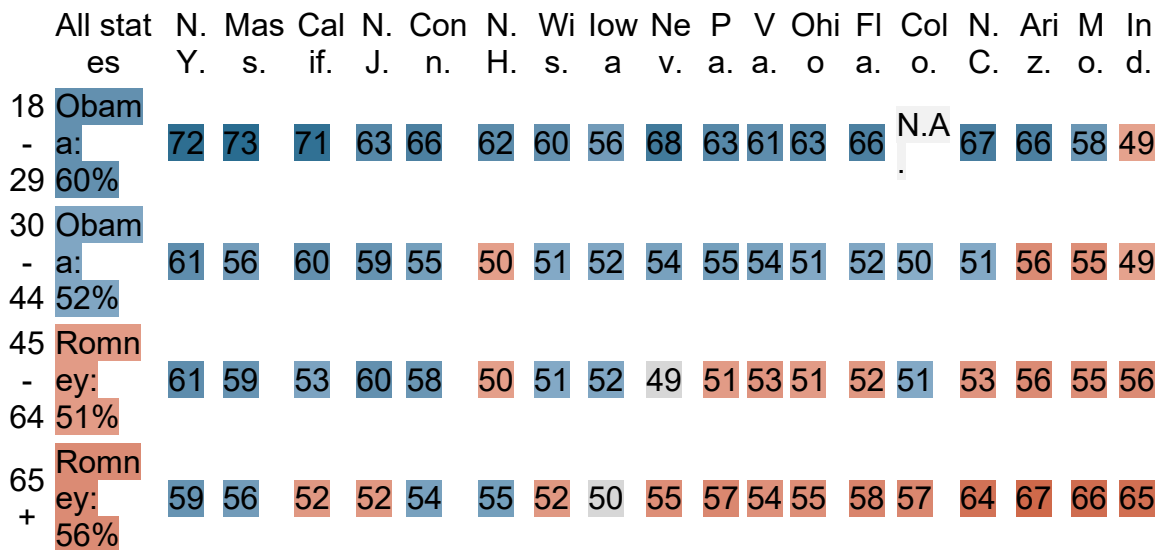 All stat N. Mas Cal N. Con N. Wi Iow Ne P V Ohi Fl Col N. Ari M In
es Y. s. if. J. n. H. s. a v. a. a. o a. o. C. z. o. d.
18 Obam
- a: 72 73 71 63 66 62 60 56 68 63 61 63 66 N.A 67 66 58 49
29 60% .
30 Obam
- a: 61 56 60 59 55 50 51 52 54 55 54 51 52 50 51 56 55 49
44 52%
45 Romn
- ey: 61 59 53 60 58 50 51 52 49 51 53 51 52 51 53 56 55 56
64 51%
Romn
65 ey: 59 56 52 52 54 55 52 50 55 57 54 55 58 57 64 67 66 65
+ 56%